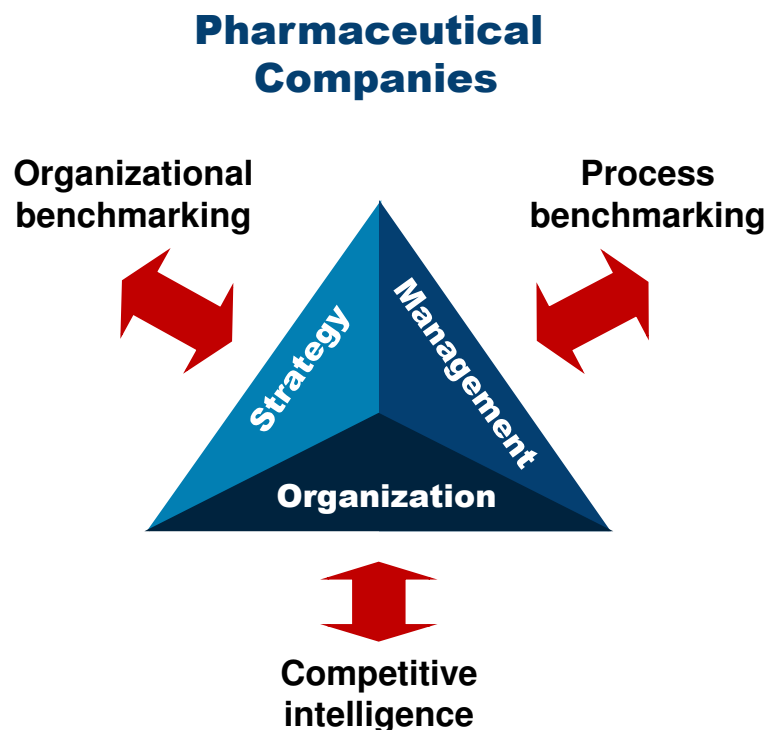 Pharmaceutical
Companies
Organizational
benchmarking
Process
benchmarking
Strategy
Management
Organization
Competitive
intelligence